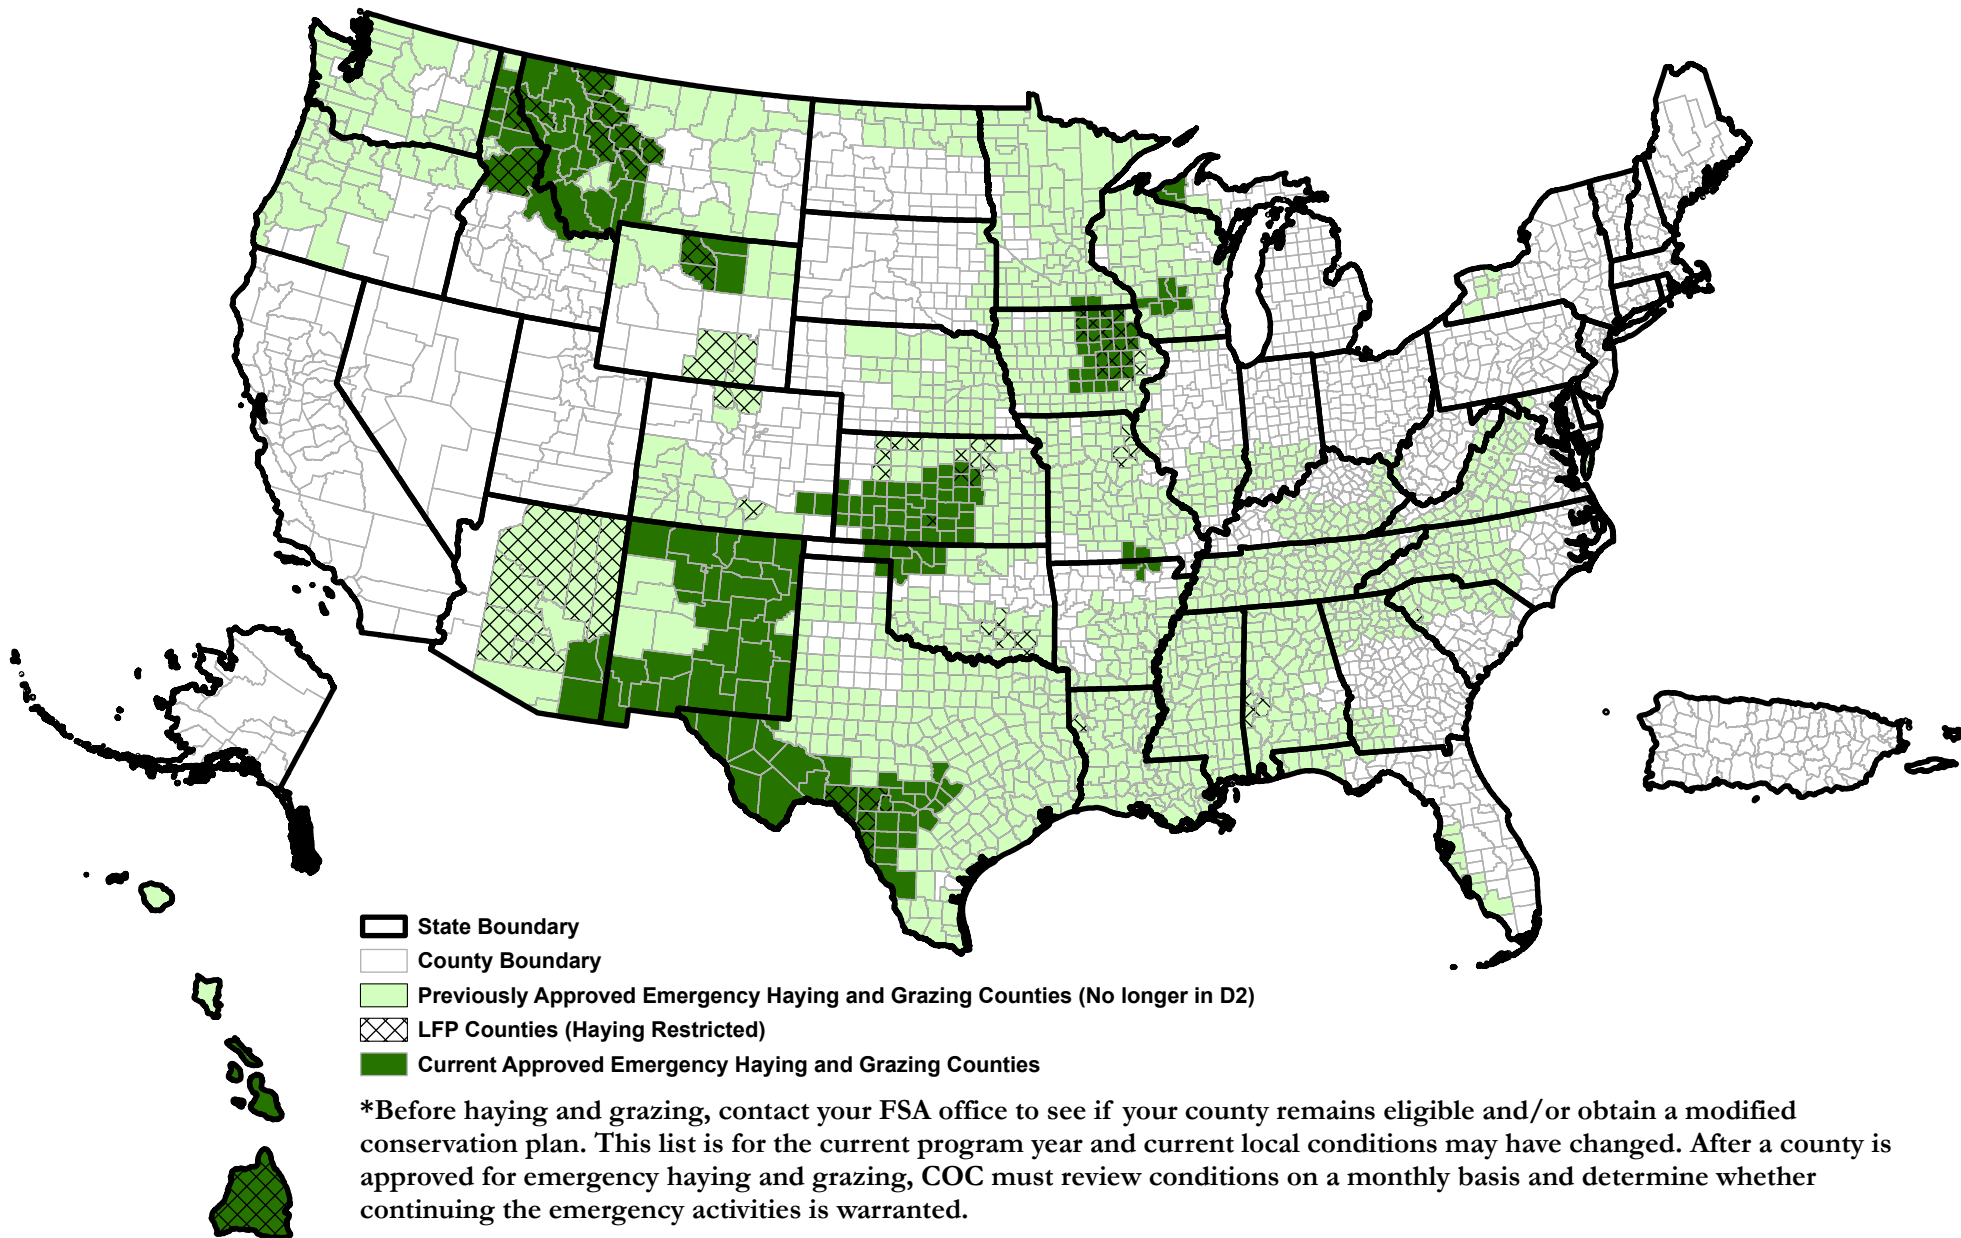 State Boundary
County Boundary
Previously Approved Emergency Haying and Grazing Counties (No longer in D2)
LFP Counties (Haying Restricted)
Current Approved Emergency Haying and Grazing Counties
*Before haying and grazing, contact your FSA office to see if your county remains eligible and/or obtain a modified
conservation plan. This list is for the current program year and current local conditions may have changed. After a county is
approved for emergency haying and grazing, COC must review conditions on a monthly basis and determine whether
continuing the emergency activities is warranted.